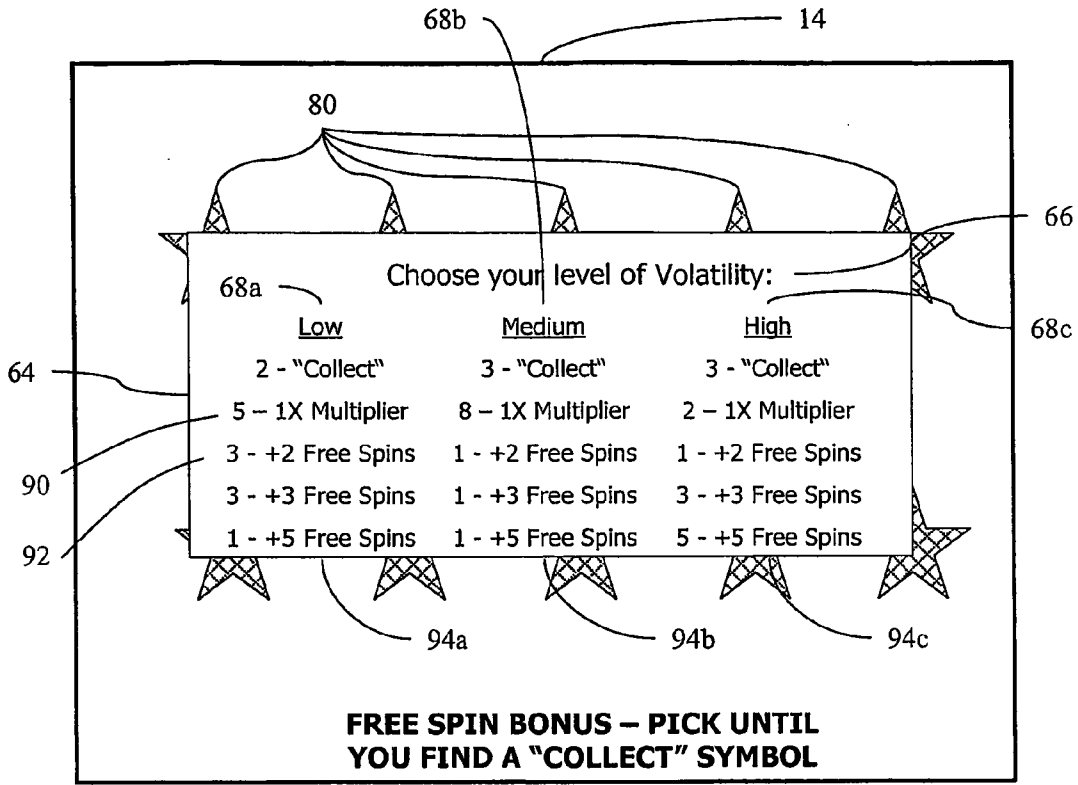 68b
14
80
66
Choose your level of Volatility:
68a
Low Medium High
68c
2 - "Collect" 3 - "Collect" 3 - "Collect"
64
5 – 1X Multiplier 8 – 1X Multiplier 2 – 1X Multiplier
3 - +2 Free Spins 1 - +2 Free Spins 1 - +2 Free Spins
90
3 - +3 Free Spins 1 - +3 Free Spins 3 - +3 Free Spins
92
1 - +5 Free Spins 1 - +5 Free Spins 5 - +5 Free Spins
94a 94b 94c
FREE SPIN BONUS – PICK UNTIL
YOU FIND A "COLLECT" SYMBOL